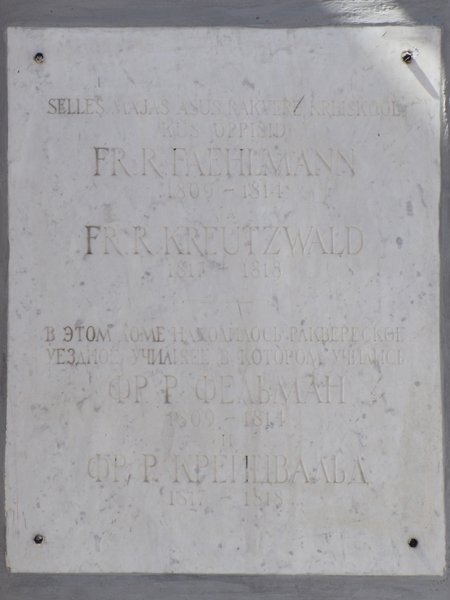 SELLES MAJAS ASUS RAKVERE KREISKOOL
KUS ÕPPISID
FR. R. FAEHLMANN
1809 – 1814
JA
FR. R. KREUTZWALD
1817 – 1818
В ЭТОМ ДОМЕ НАХОДИЛОСЬ РАКВЕРЕСКОЕ
УЕЗДНОЕ УЧИЛИЩЕ В КОТОРОМ УЧИЛИСЬ
ФР. Р. ФЕЛЬМАН
1809 – 1814
И
ФР. Р. КРЕЙЦВАЛЬД
1817 – 1818